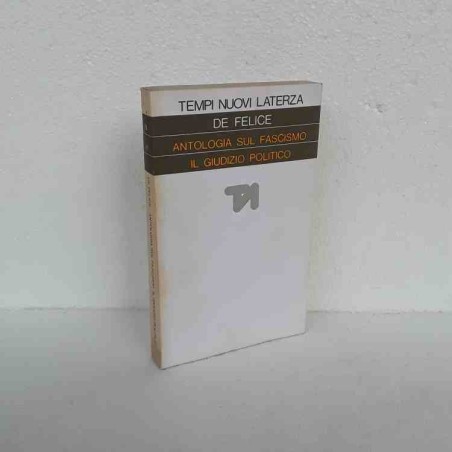 TEMPI NUOVI LATERZA
DE FELICE
ANTOLOGIA SUL FASCISMO
IL GIUDIZIO POLITICO